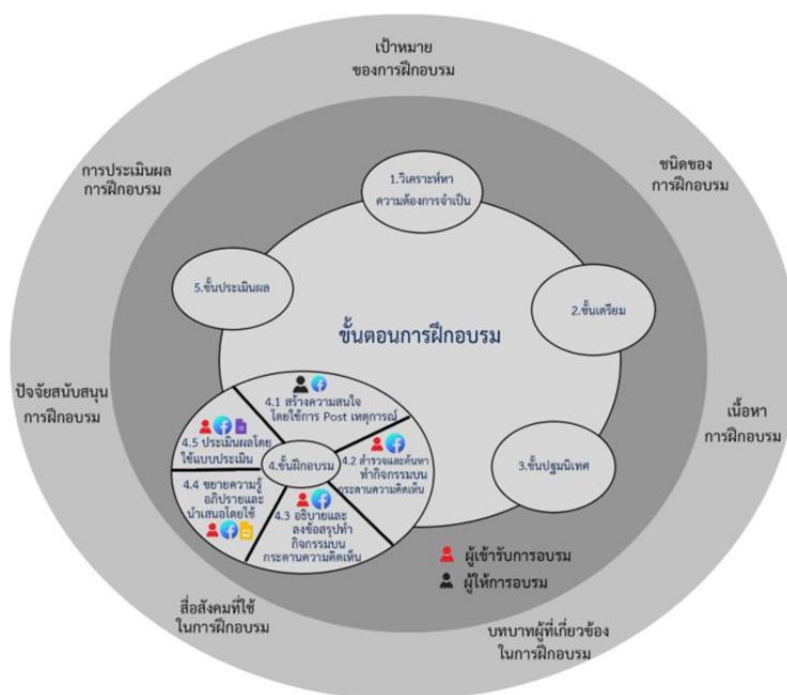 เป้าหมาย
ของการฝึกอบรม
ชนิดของ
การฝึกอบรม
เนื้อหา
การฝึกอบรม
บทบาทผู้ที่เกี่ยวข้อง
ในการฝึกอบรม
สื่อสังคมที่ใช้
ในการฝึกอบรม
ปัจจัยสนับสนุน
การฝึกอบรม
การประเมินผล
การฝึกอบรม
ขั้นตอนการฝึกอบรม
1.วิเคราะห์หา
ความต้องการจำเป็น
2.ขั้นเตรียม
3.ขั้นปฐมนิเทศ
4.ขั้นฝึกอบรม
4.1 สร้างความสนใจ
โดยใช้การ Post เหตุการณ์
4.2 สำรวจและค้นหา
ทำกิจกรรมบน
กระดานความคิดเห็น
4.3 อธิบายและ
ลงข้อสรุปทำ
กิจกรรมบน
กระดานความคิดเห็น
4.4 ขยายความรู้
อภิปรายและ
นำเสนอโดยใช้
4.5 ประเมินผลโดย
ใช้แบบประเมิน
5.ขั้นประเมินผล
ผู้เข้ารับการอบรม
ผู้ให้การอบรม